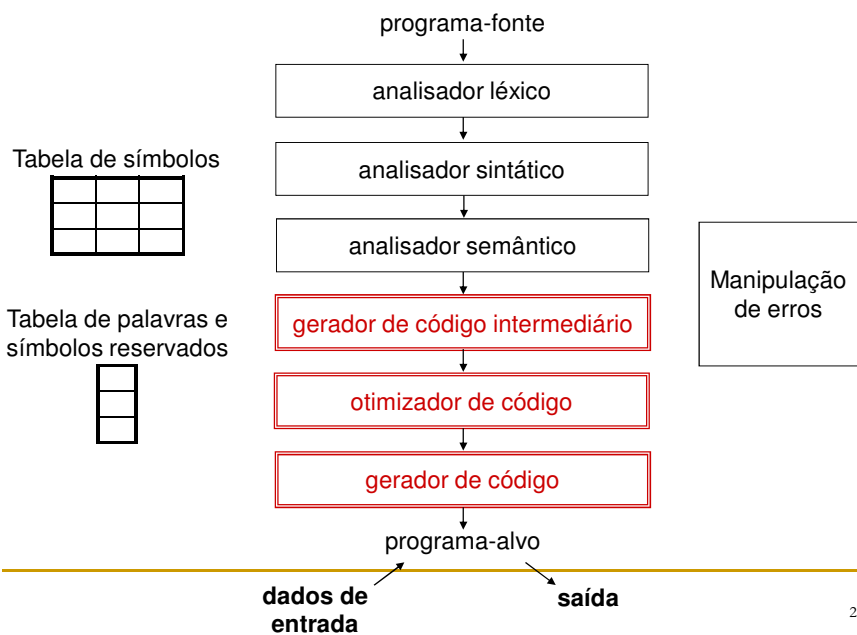 programa-fonte
analisador léxico
Tabela de símbolos
analisador sintático
analisador semântico
Manipulação
de erros
Tabela de palavras e
símbolos reservados
gerador de código intermediário
otimizador de código
gerador de código
programa-alvo
dados de
entrada
saída
2